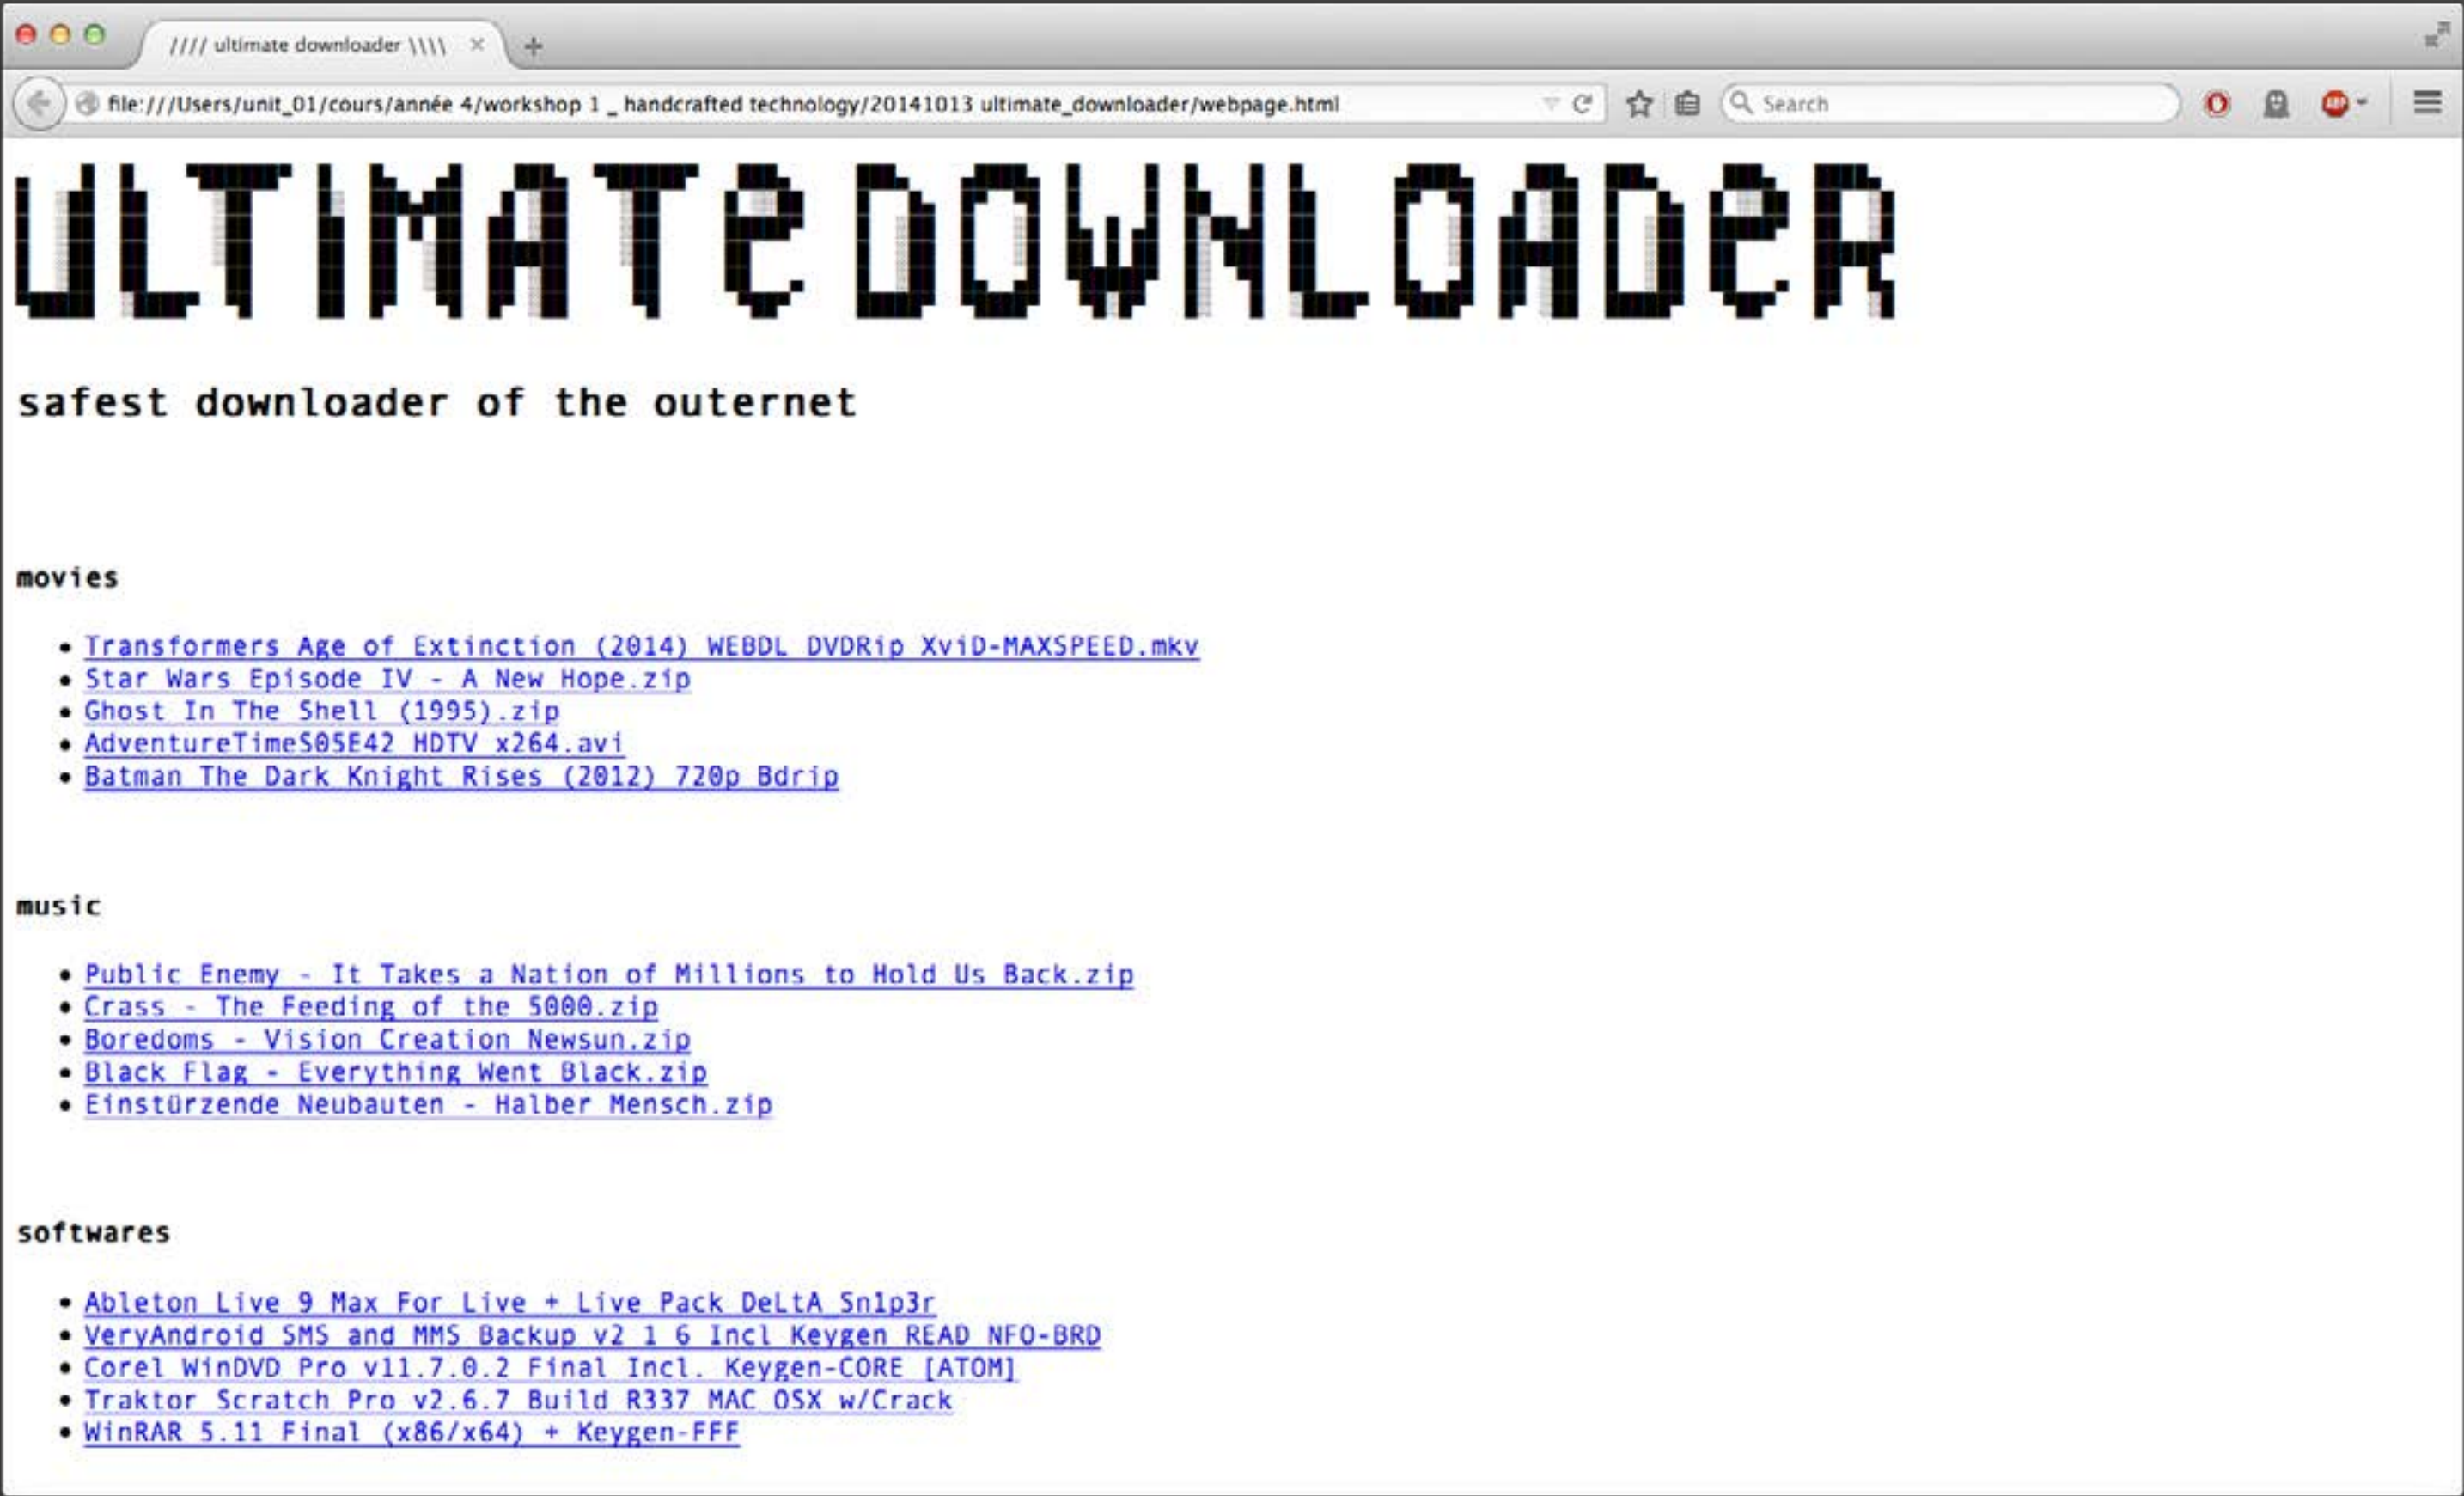 //// ultimate downloader \\\\
file:///Users/unit_01/cours/année 4/workshop 1 _ handcrafted technology/20141013 ultimate_downloader/webpage.html
Search
ABP
ULTIMATe DOWNLOADeR
safest downloader of the outernet
movies
Transformers Age of Extinction (2014) WEBDL DVDRip XviD-MAXSPEED.mkv
Star Wars Episode IV - A New Hope.zip
Ghost In The Shell (1995).zip
AdventureTimeS05E42 HDTV x264.avi
Batman The Dark Knight Rises (2012) 720p Bdrip
music
Public Enemy - It Takes a Nation of Millions to Hold Us Back.zip
Crass - The Feeding of the 5000.zip
Boredoms - Vision Creation Newsun.zip
Black Flag - Everything Went Black.zip
Einstürzende Neubauten - Halber Mensch.zip
softwares
Ableton Live 9 Max For Live + Live Pack DeLtA_Sn1p3r
VeryAndroid SMS and MMS Backup v2 1 6 Incl Keygen READ NFO-BRD
Corel WinDVD Pro v11.7.0.2 Final Incl. Keygen-CORE [ATOM]
Traktor Scratch Pro v2.6.7 Build R337 MAC OSX w/Crack
WinRAR 5.11 Final (x86/x64) + Keygen-FFF